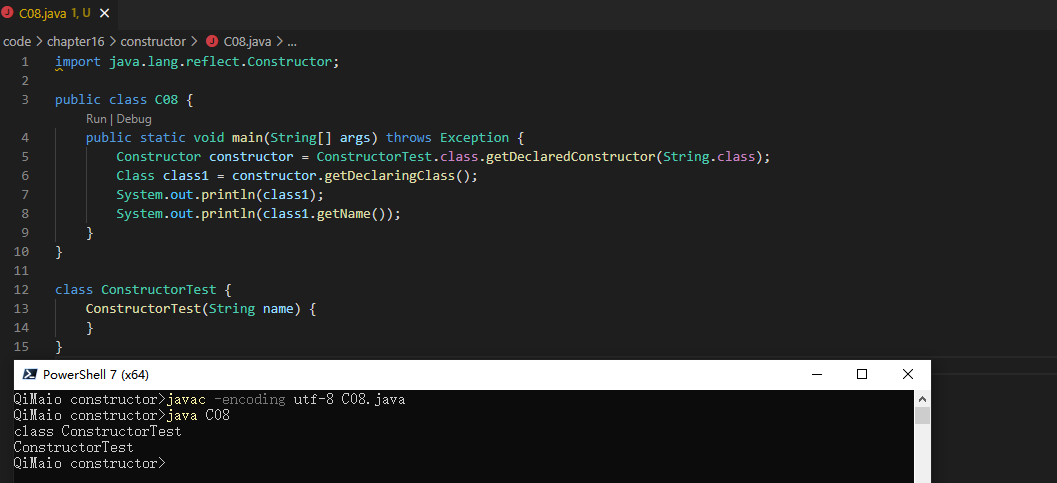 C08.java 1, U
code > chapter16 > constructor > C08.java > ...
1 import java.lang.reflect.Constructor;
2
3 public class C08 {
Run | Debug
4 public static void main(String[] args) throws Exception {
5 Constructor constructor = ConstructorTest.class.getDeclaredConstructor(String.class);
6 Class class1 = constructor.getDeclaringClass();
7 System.out.println(class1);
8 System.out.println(class1.getName());
9 }
10 }
11
12 class ConstructorTest {
13 ConstructorTest(String name) {
14 }
15 }
PowerShell 7 (x64)
QiMaio constructor>javac -encoding utf-8 C08.java
QiMaio constructor>java C08
class ConstructorTest
ConstructorTest
QiMaio constructor>